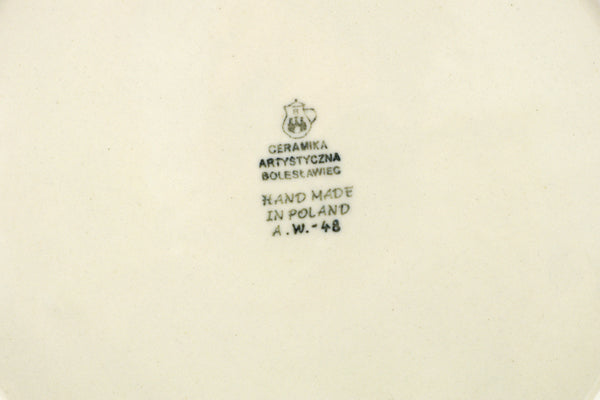 B
CERAMIKA
ARTYSTYCZNA
BOLESŁAWIEC
HAND MADE
IN POLAND
A.W.-48